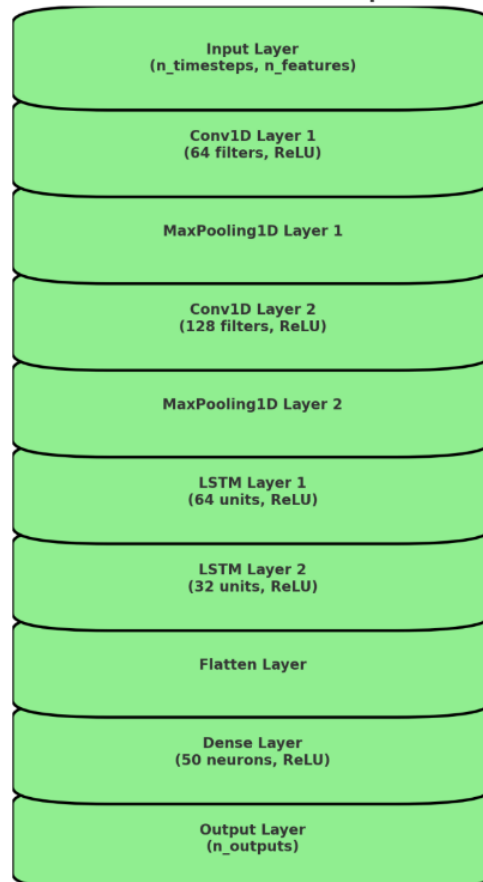 Input Layer
(n_timesteps, n_features)
Conv1D Layer 1
(64 filters, ReLU)
MaxPooling1D Layer 1
Conv1D Layer 2
(128 filters, ReLU)
MaxPooling1D Layer 2
LSTM Layer 1
(64 units, ReLU)
LSTM Layer 2
(32 units, ReLU)
Flatten Layer
Dense Layer
(50 neurons, ReLU)
Output Layer
(n_outputs)